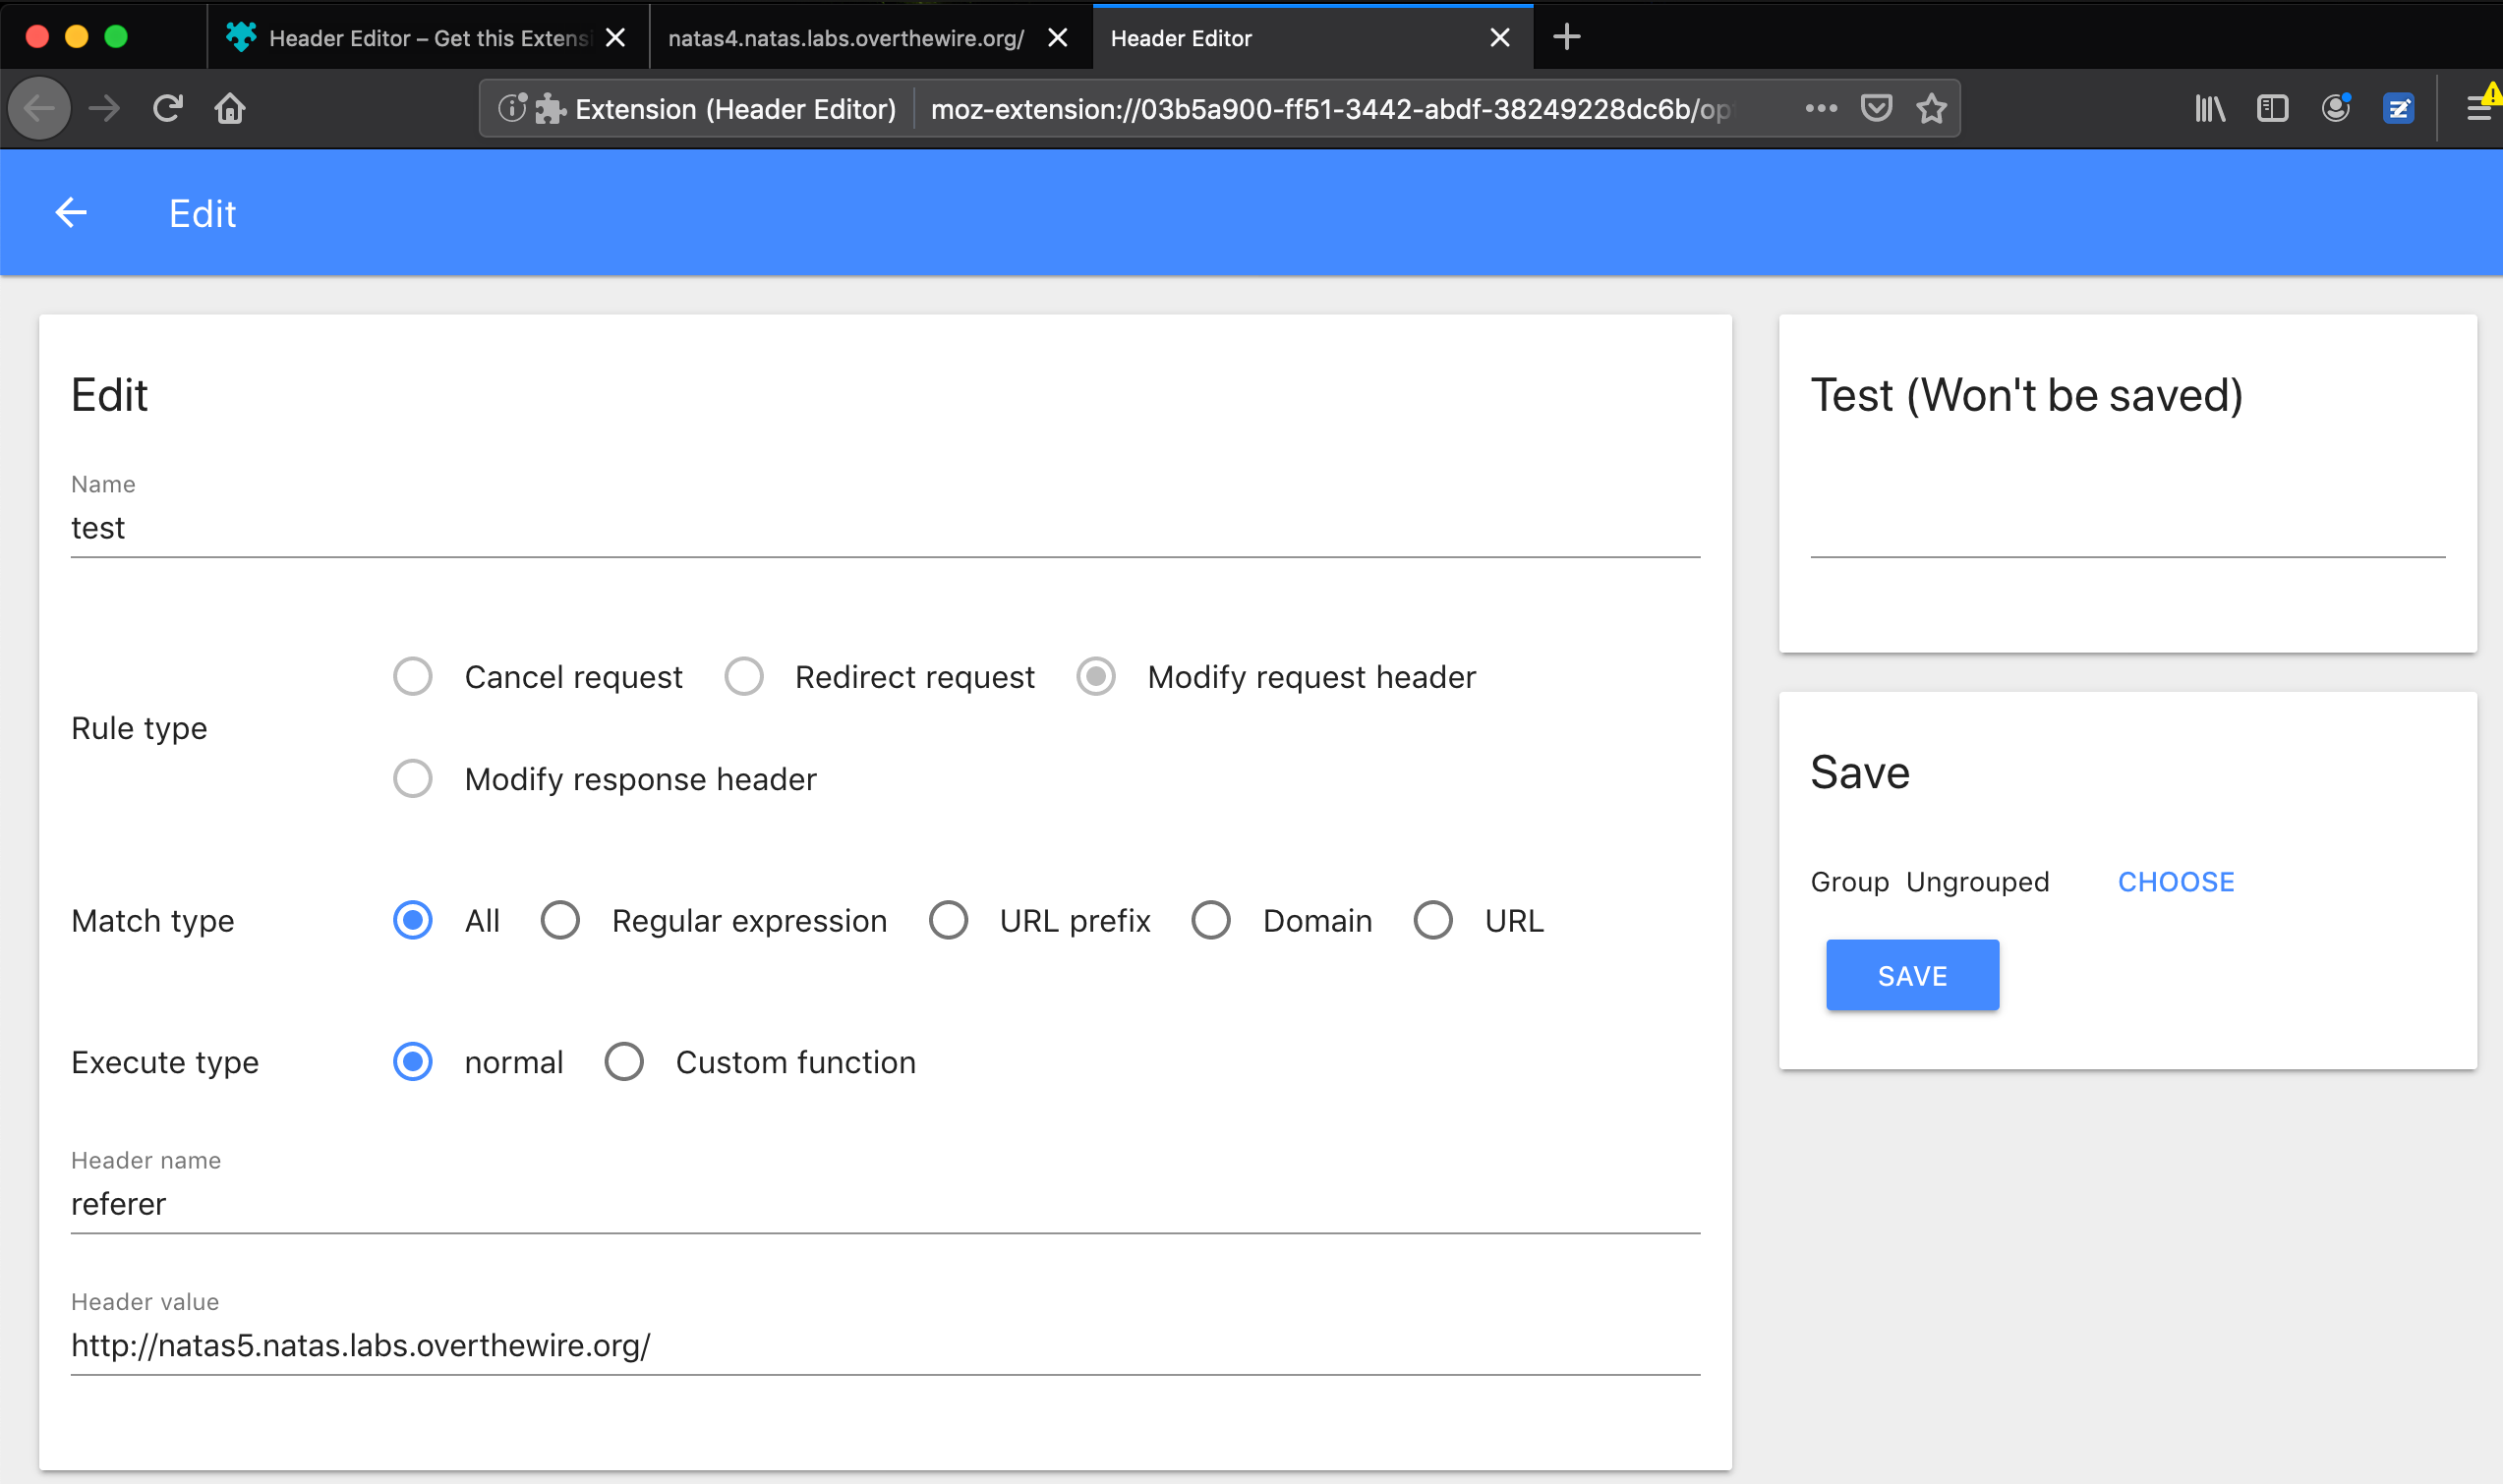 Header Editor – Get this Extensi
natas4.natas.labs.overthewire.org/
Header Editor
Extension (Header Editor)
moz-extension://03b5a900-ff51-3442-abdf-38249228dc6b/op
Edit
Edit
Name
test
Rule type
Cancel request
Redirect request
Modify request header
Modify response header
Match type
All
Regular expression
URL prefix
Domain
URL
Execute type
normal
Custom function
Header name
referer
Header value
http://natas5.natas.labs.overthewire.org/
Test (Won't be saved)
Save
Group Ungrouped CHOOSE
SAVE